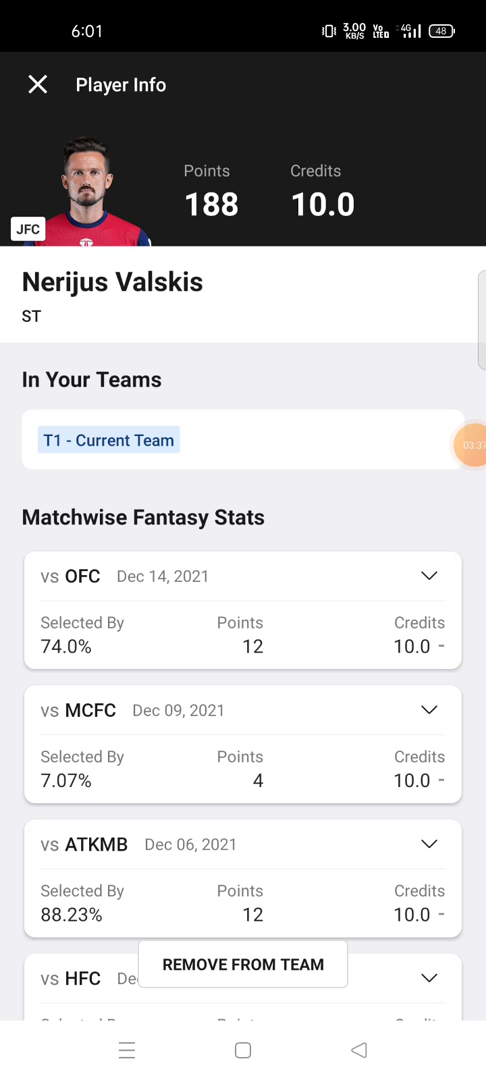 6:01
3.00 KB/S Vo LTE 4G 48
Player Info
Points Credits
188 10.0
JFC
Nerijus Valskis
ST
In Your Teams
T1 - Current Team
03:37
Matchwise Fantasy Stats
vs OFC Dec 14, 2021
Selected By Points Credits
74.0% 12 10.0 -
vs MCFC Dec 09, 2021
Selected By Points Credits
7.07% 4 10.0 -
vs ATKMB Dec 06, 2021
Selected By Points Credits
88.23% 12 10.0 -
REMOVE FROM TEAM
vs HFC